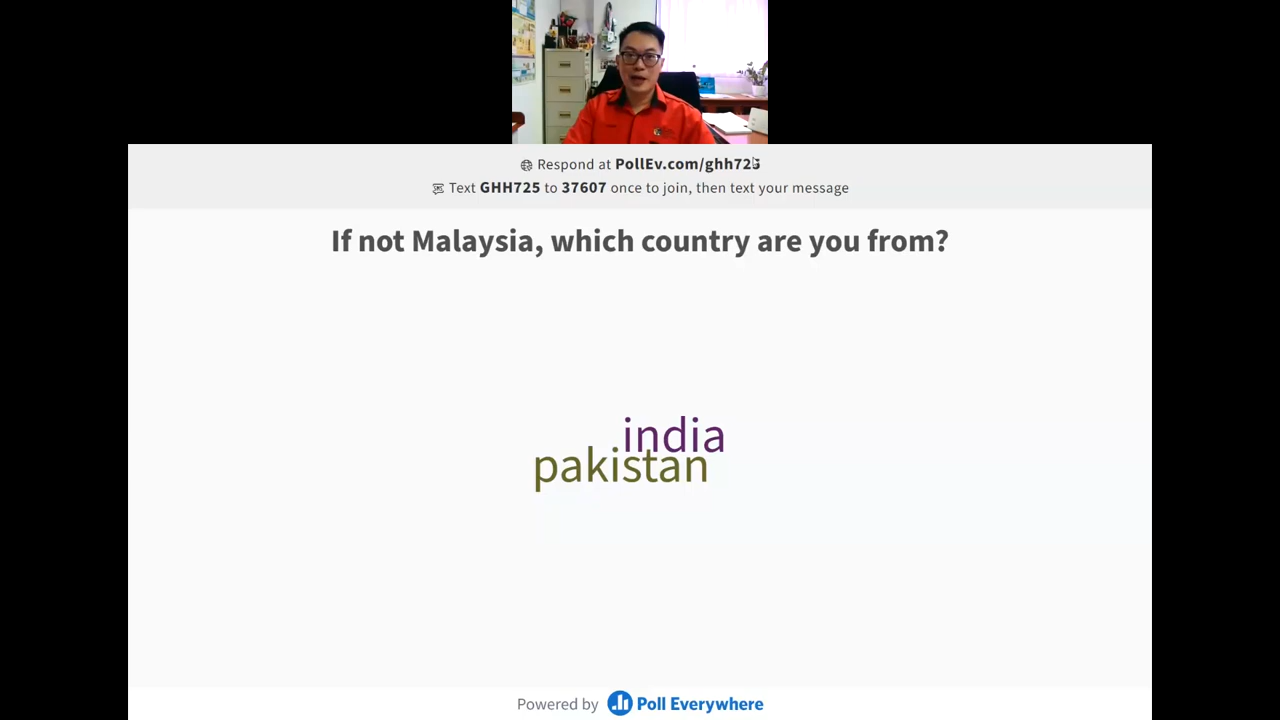 Respond at PollEv.com/ghh725
Text GHH725 to 37607 once to join, then text your message
If not Malaysia, which country are you from?
india
pakistan
Powered by Poll Everywhere